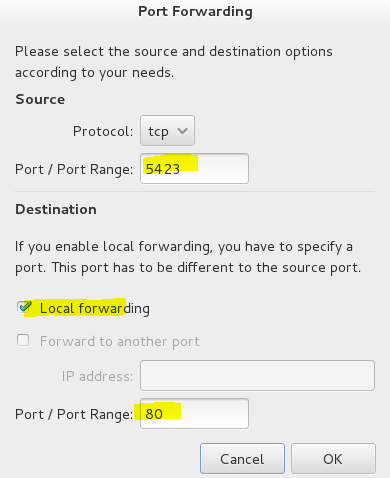 Port Forwarding
Please select the source and destination options
according to your needs.
Source
Protocol: tcp
Port / Port Range: 5423
Destination
If you enable local forwarding, you have to specify a
port. This port has to be different to the source port.
Local forwarding
Forward to another port
IP address:
Port / Port Range: 80
Cancel OK